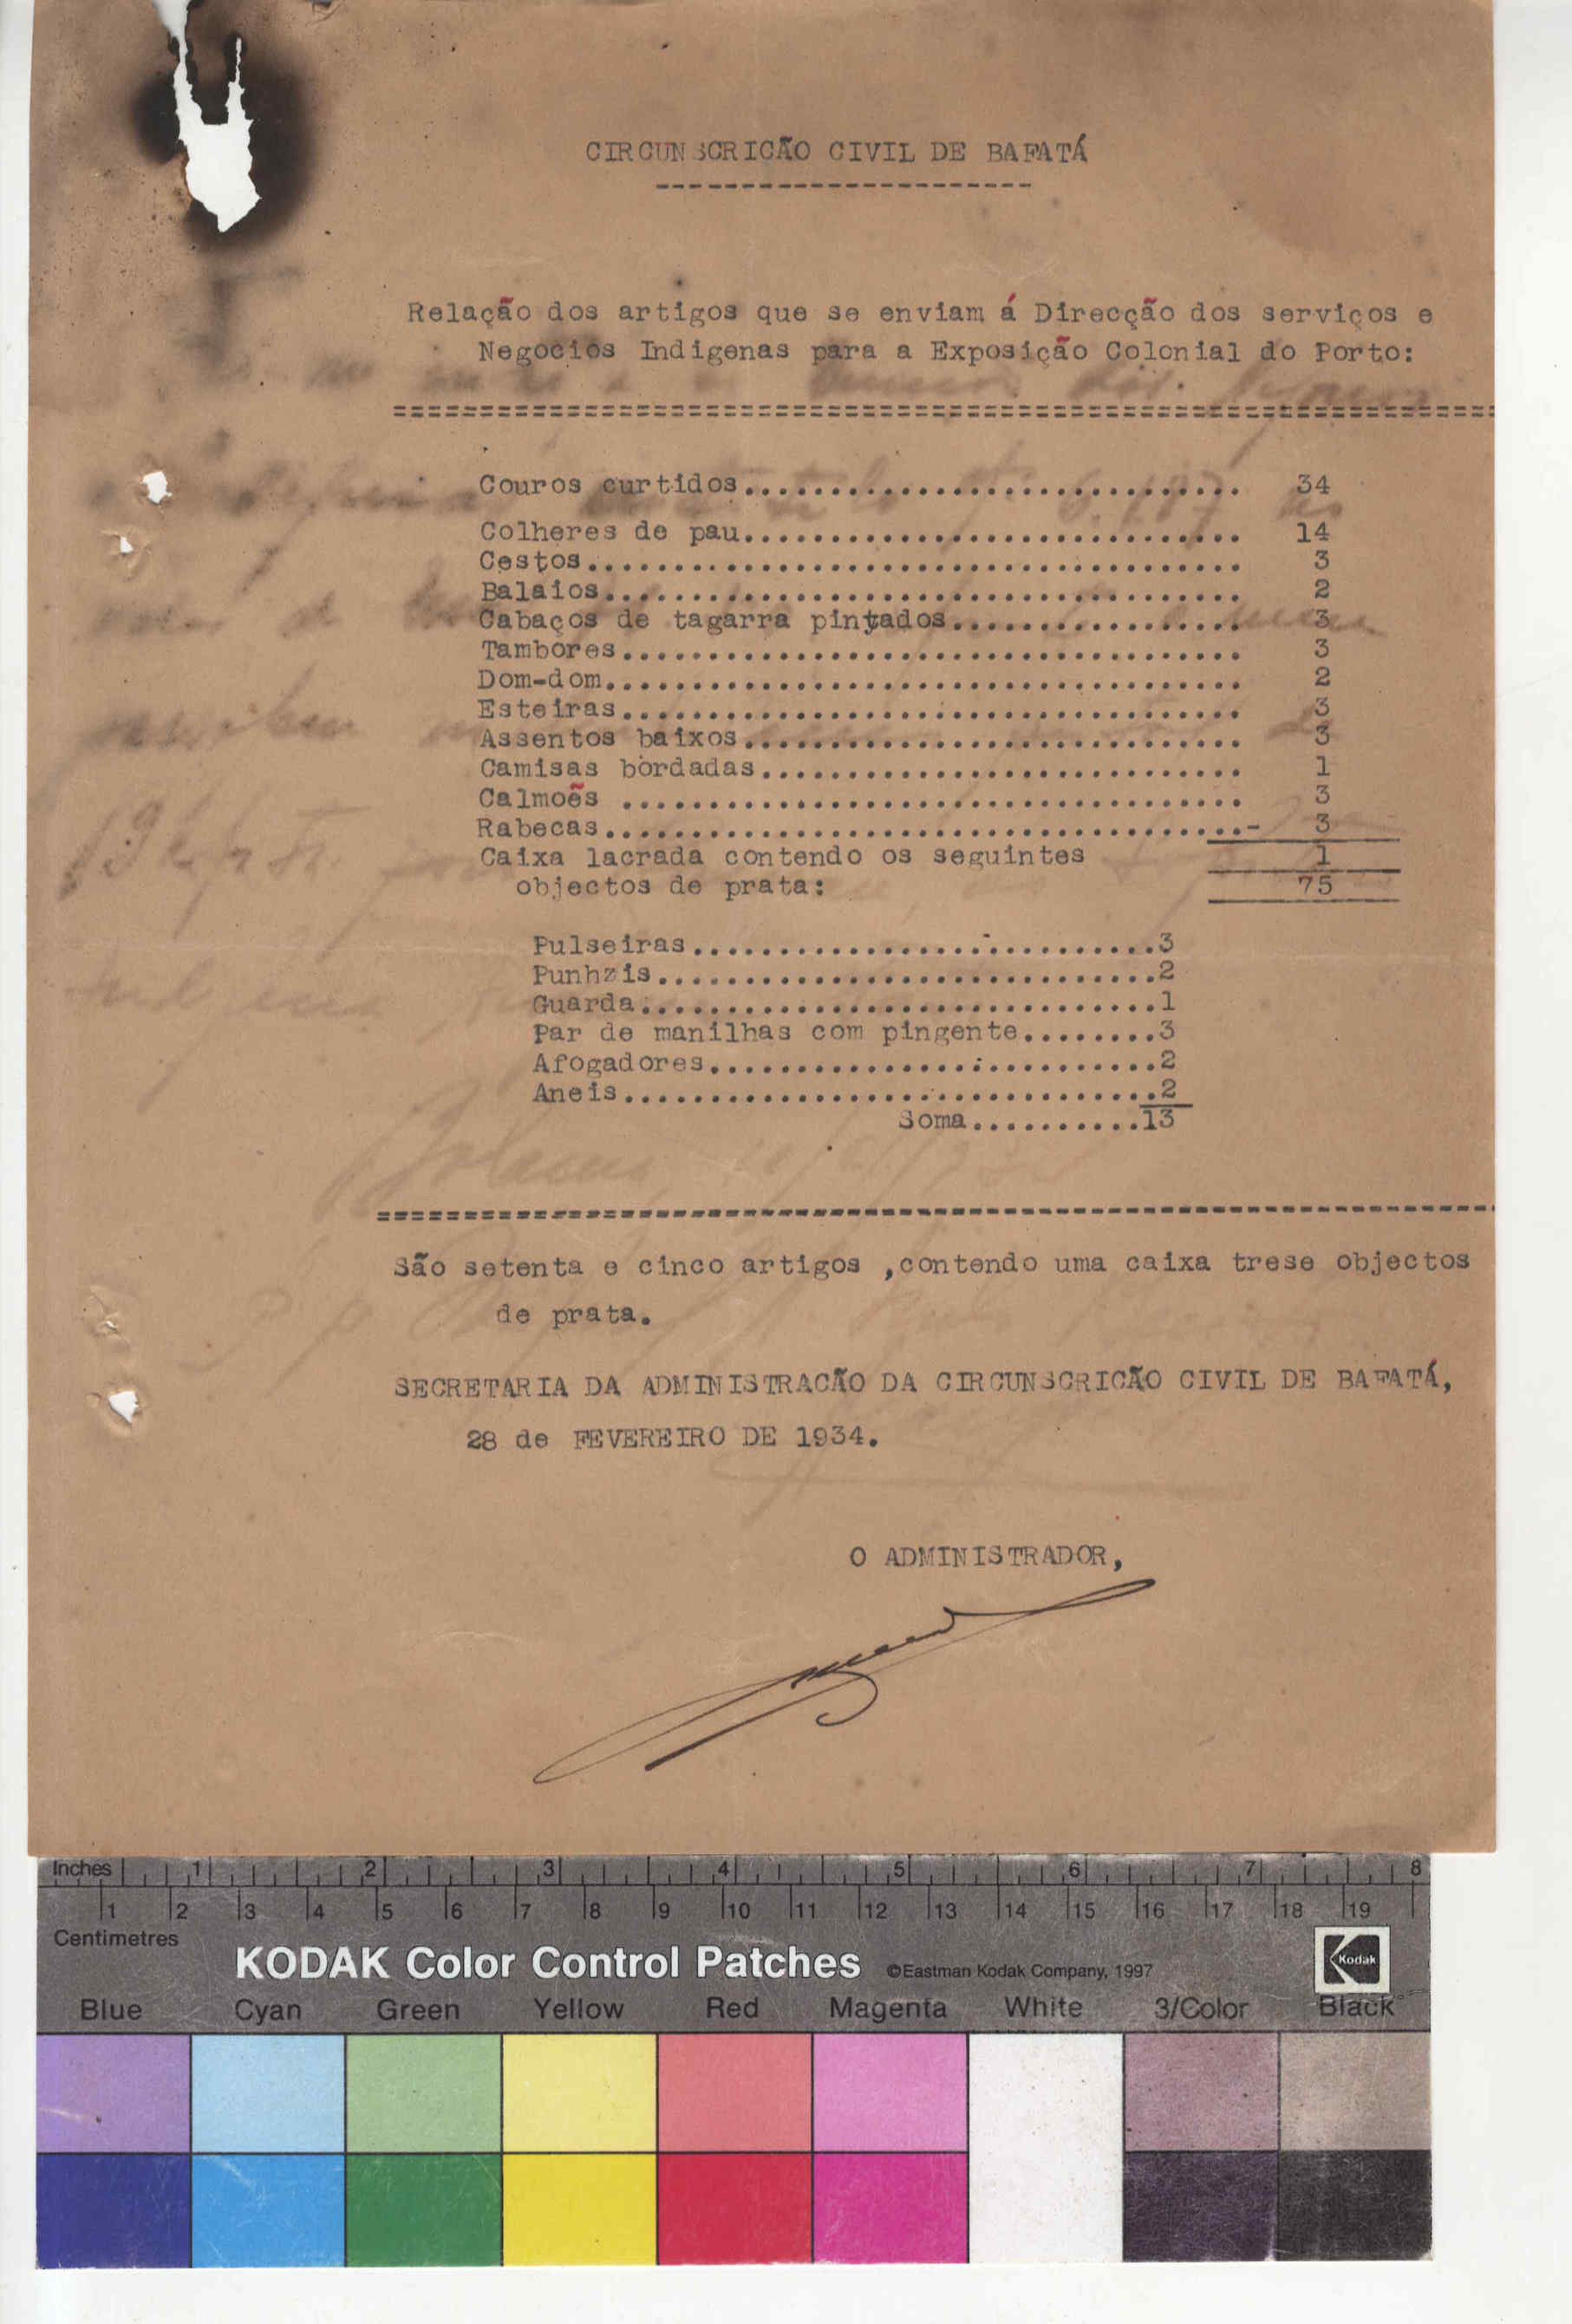 CIRCUNSCRICÃO CIVIL DE BAFATÁ
----------------------
Relação dos artigos que se enviam á Direcção dos serviços e
Negocios Indigenas para a Exposição Colonial do Porto:
================================================================
Couros curtidos............................. 34
Colheres de pau............................. 14
Cestos...................................... 3
Balaios..................................... 2
Cabaços de tagarra pintados................. 3
Tambores.................................... 3
Dom-dom..................................... 2
Esteiras.................................... 3
Assentos baixos............................. 3
Camisas bordadas............................ 1
Calmoẽs .................................... 3
Rabecas.....................................- 3
Caixa lacrada contendo os seguintes 1
objectos de prata: 75
Pulseiras...........................3
Punhzis.............................2
Guarda..............................1
Par de manilhas com pingente........3
Afogadores..........................2
Aneis...............................2
Soma..........13
================================================================
São setenta e cinco artigos ,contendo uma caixa trese objectos
de prata.
SECRETARIA DA ADMINISTRACÃO DA CIRCUNSCRICÃO CIVIL DE BAFATÁ,
28 de FEVEREIRO DE 1934.
O ADMINISTRADOR,
Inches 1 2 3 4 5 6 7 8
1 2 3 4 5 6 7 8 9 10 11 12 13 14 15 16 17 18 19
Centimetres
KODAK Color Control Patches ©Eastman Kodak Company, 1997 Kodak
Blue Cyan Green Yellow Red Magenta White 3/Color Black